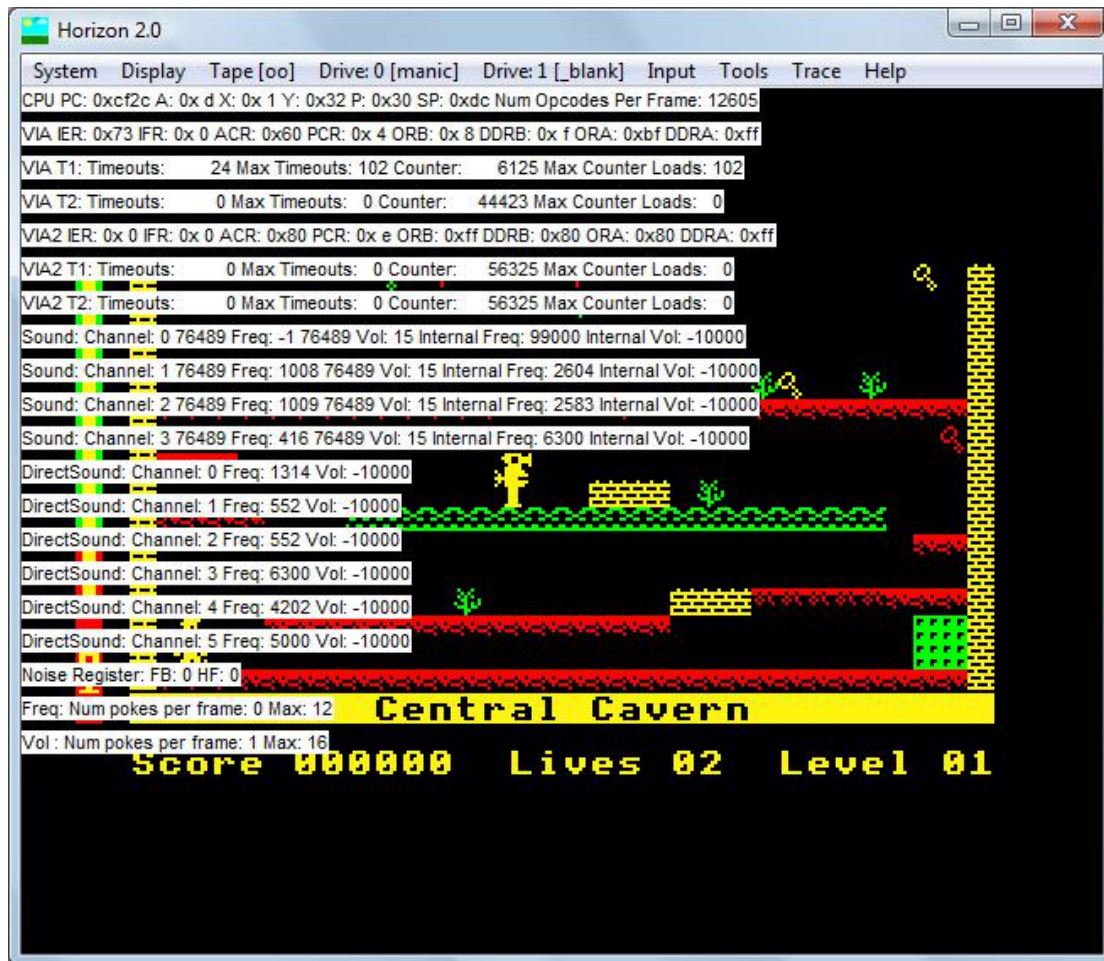 Horizon 2.0
System Display Tape [oo] Drive: 0 [manic] Drive: 1 [_blank] Input Tools Trace Help
CPU PC: 0xcf2c A: 0x d X: 0x 1 Y: 0x32 P: 0x30 SP: 0xdc Num Opcodes Per Frame: 12605
VIA IER: 0x73 IFR: 0x 0 ACR: 0x60 PCR: 0x 4 ORB: 0x 8 DDRB: 0x f ORA: 0xbf DDRA: 0xff
VIA T1: Timeouts: 24 Max Timeouts: 102 Counter: 6125 Max Counter Loads: 102
VIA T2: Timeouts: 0 Max Timeouts: 0 Counter: 44423 Max Counter Loads: 0
VIA2 IER: 0x 0 IFR: 0x 0 ACR: 0x80 PCR: 0x e ORB: 0xff DDRB: 0x80 ORA: 0x80 DDRA: 0xff
VIA2 T1: Timeouts: 0 Max Timeouts: 0 Counter: 56325 Max Counter Loads: 0
VIA2 T2: Timeouts: 0 Max Timeouts: 0 Counter: 56325 Max Counter Loads: 0
Sound: Channel: 0 76489 Freq: -1 76489 Vol: 15 Internal Freq: 99000 Internal Vol: -10000
Sound: Channel: 1 76489 Freq: 1008 76489 Vol: 15 Internal Freq: 2604 Internal Vol: -10000
Sound: Channel: 2 76489 Freq: 1009 76489 Vol: 15 Internal Freq: 2583 Internal Vol: -10000
Sound: Channel: 3 76489 Freq: 416 76489 Vol: 15 Internal Freq: 6300 Internal Vol: -10000
DirectSound: Channel: 0 Freq: 1314 Vol: -10000
DirectSound: Channel: 1 Freq: 552 Vol: -10000
DirectSound: Channel: 2 Freq: 552 Vol: -10000
DirectSound: Channel: 3 Freq: 6300 Vol: -10000
DirectSound: Channel: 4 Freq: 4202 Vol: -10000
DirectSound: Channel: 5 Freq: 5000 Vol: -10000
Noise Register: FB: 0 HF: 0
Freq: Num pokes per frame: 0 Max: 12
Central Cavern
Vol : Num pokes per frame: 1 Max: 16
Score 000000 Lives 02 Level 01